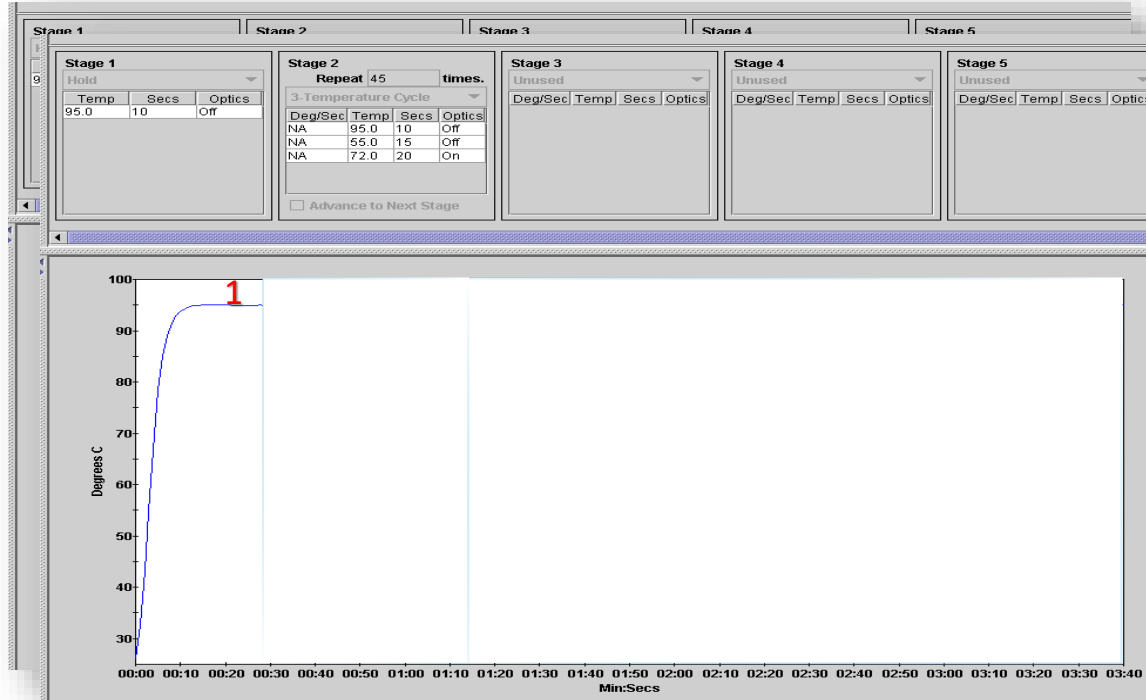 Stage 1 Stage 2 Stage 3 Stage 4 Stage 5
9
Stage 1
Hold
Temp Secs Optics
95.0 10 Off
Stage 2
Repeat 45 times.
3-Temperature Cycle
Deg/Sec Temp Secs Optics
NA 95.0 10 Off
NA 55.0 15 Off
NA 72.0 20 On
Advance to Next Stage
Stage 3
Unused
Deg/Sec Temp Secs Optics
Stage 4
Unused
Deg/Sec Temp Secs Optics
Stage 5
Unused
Deg/Sec Temp Secs Optics
100
90
80
70
60
50
40
30
Degrees C
1
00:00 00:10 00:20 00:30 00:40 00:50 01:00 01:10 01:20 01:30 01:40 01:50 02:00 02:10 02:20 02:30 02:40 02:50 03:00 03:10 03:20 03:30 03:40
Min:Secs